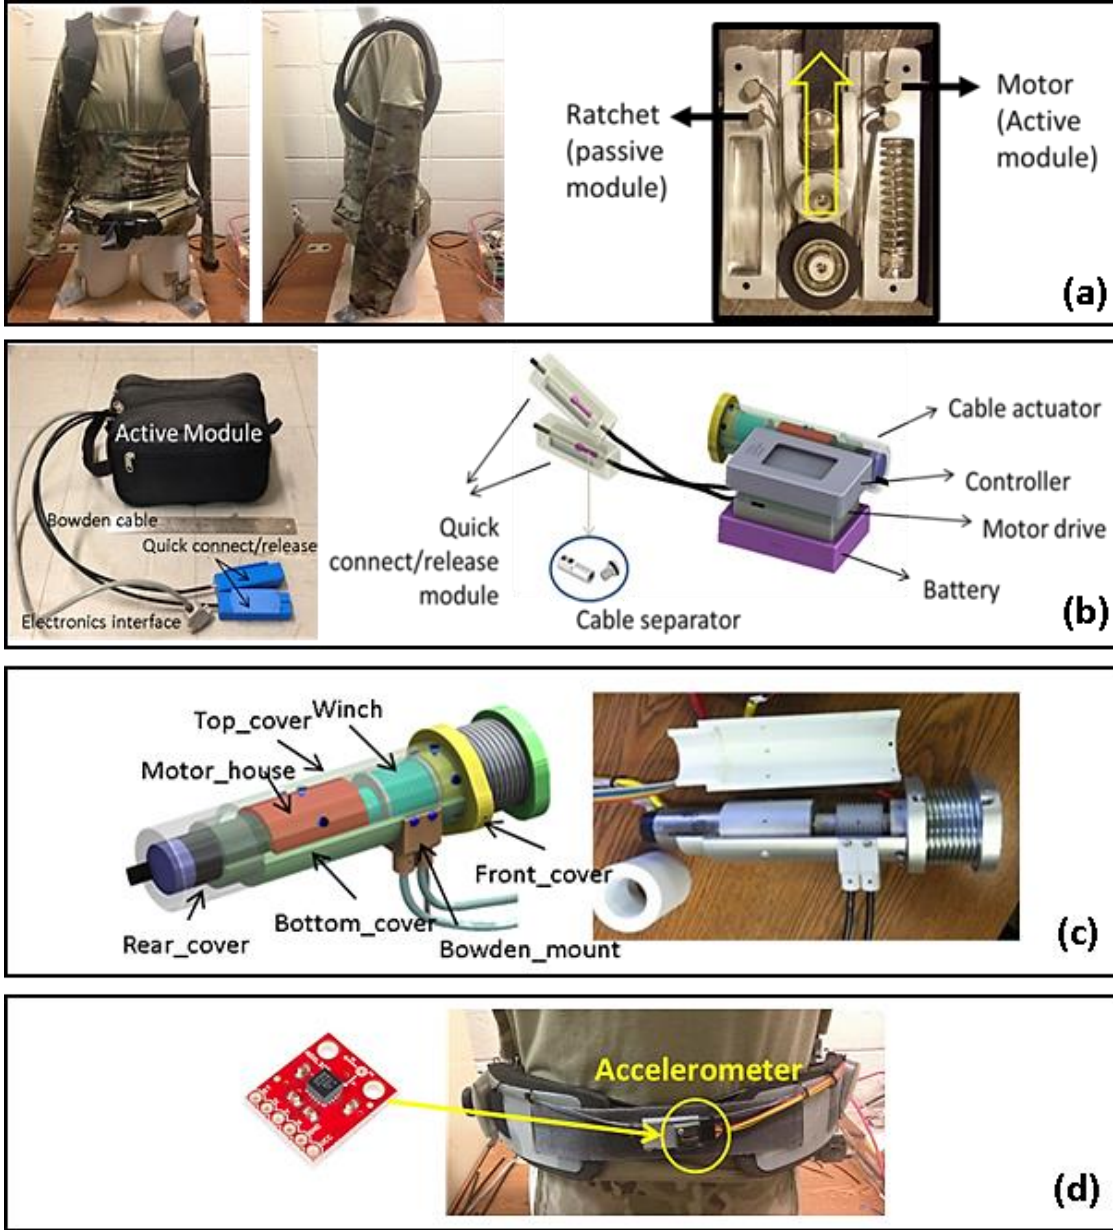 Ratchet
(passive
module)
Motor
(Active
module)
(a)
Active Module
Bowden cable
Quick connect/release
Electronics interface
Quick
connect/release
module
Cable separator
Cable actuator
Controller
Motor drive
Battery
(b)
Top_cover
Winch
Motor_house
Front_cover
Bottom_cover
Rear_cover
Bowden_mount
(c)
Accelerometer
(d)